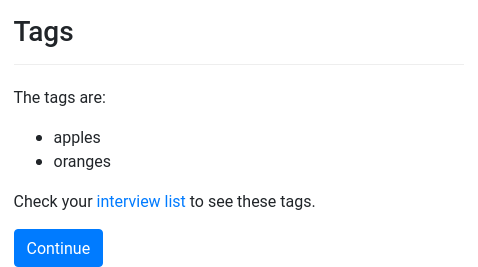 Tags
The tags are:
apples
oranges
Check your interview list to see these tags.
Continue